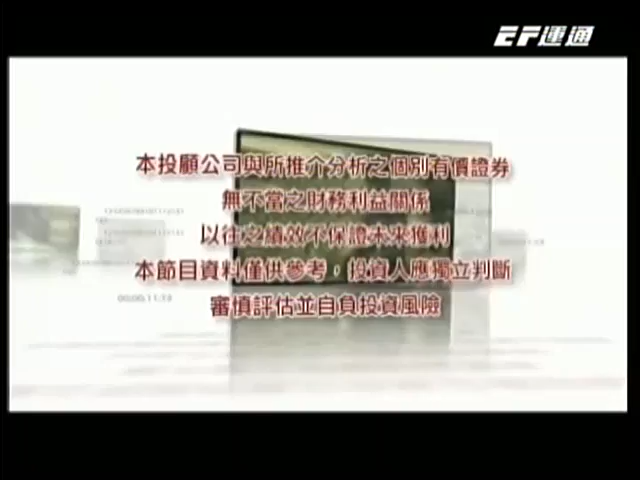 EF運通
本投顧公司與所推介分析之個別有價證券
無不當之財務利益關係
以往之績效不保證未來獲利
本節目資料僅供參考，投資人應獨立判斷
審慎評估並自負投資風險